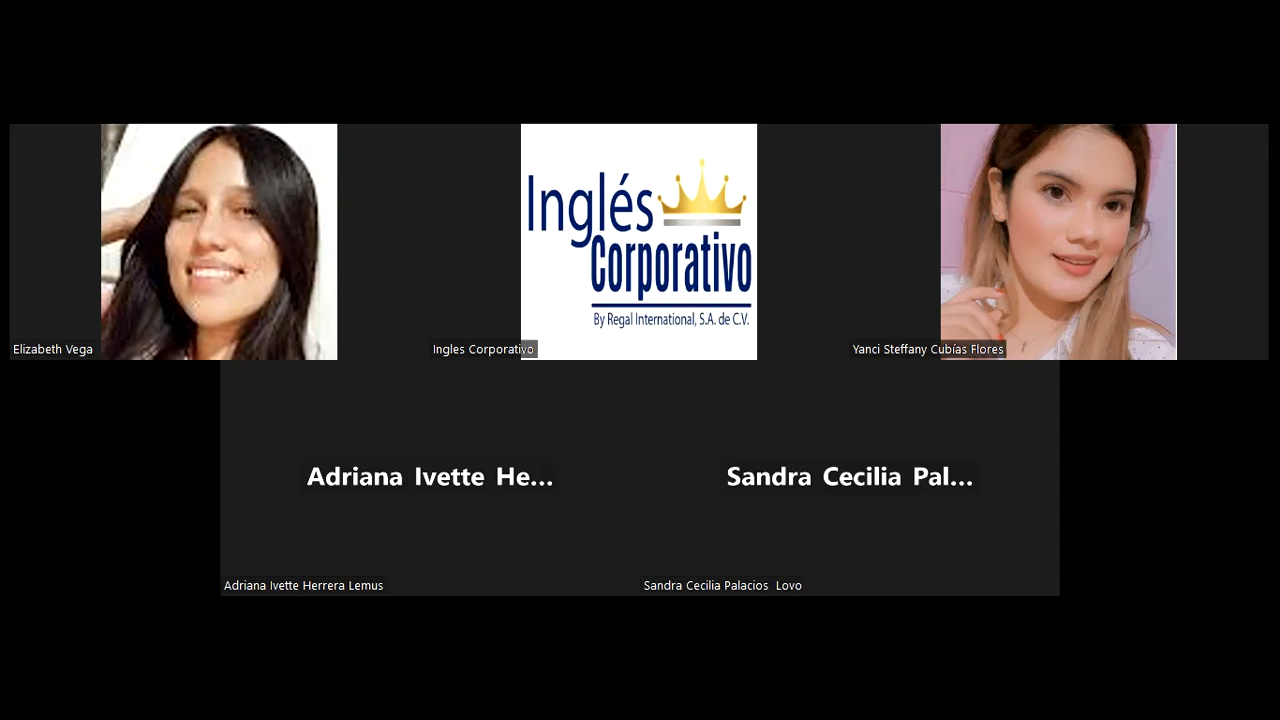 Inglés
Corporativo
By Regal International, S.A. de C.V.
Elizabeth Vega
Ingles Corporativo
Yanci Steffany Cubías Flores
Adriana Ivette He...
Sandra Cecilia Pal...
Adriana Ivette Herrera Lemus
Sandra Cecilia Palacios Lovo